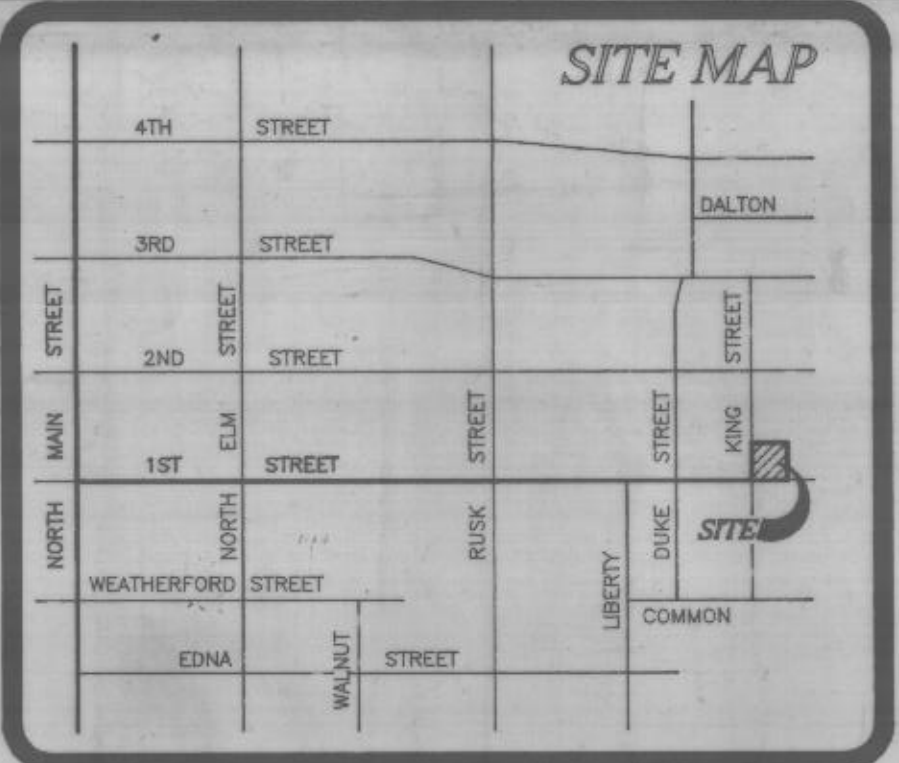 SITE MAP
4TH STREET
DALTON
3RD STREET
NORTH MAIN STREET
NORTH ELM STREET
2ND STREET
RUSK STREET
DUKE STREET
KING STREET
1ST STREET
SITE
WEATHERFORD STREET
LIBERTY
COMMON
EDNA STREET
WALNUT